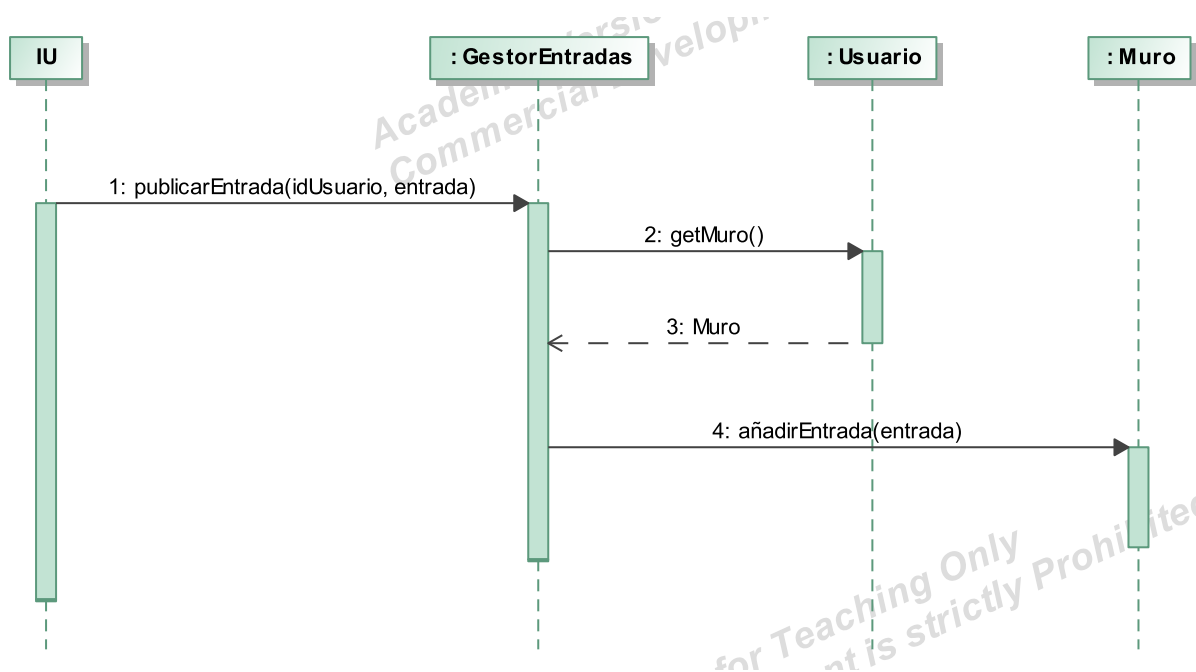 IU
: GestorEntradas
: Usuario
: Muro
1: publicarEntrada(idUsuario, entrada)
2: getMuro()
3: Muro
4: añadirEntrada(entrada)
for Teaching Only
is strictly Prohibited
Commercial